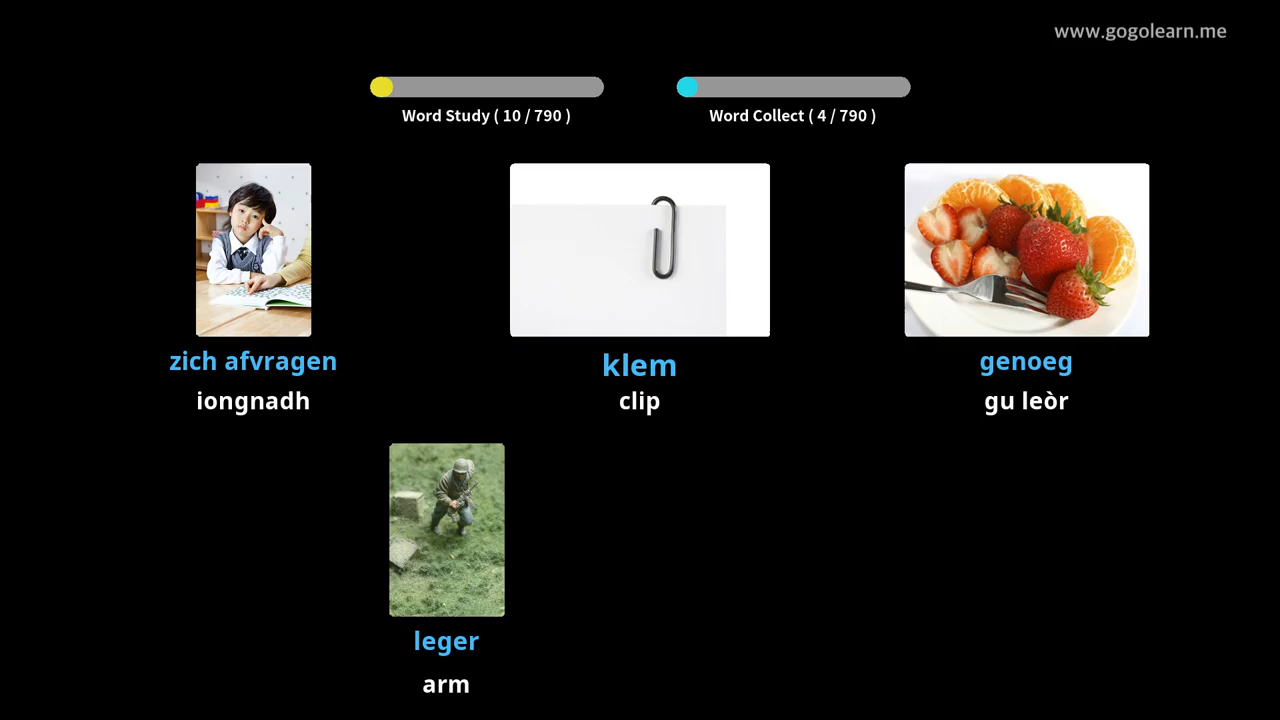 www.gogolearn.me
Word Study ( 10 / 790 )
Word Collect ( 4 / 790 )
zich afvragen
iongnadh
klem
clip
genoeg
gu leòr
leger
arm